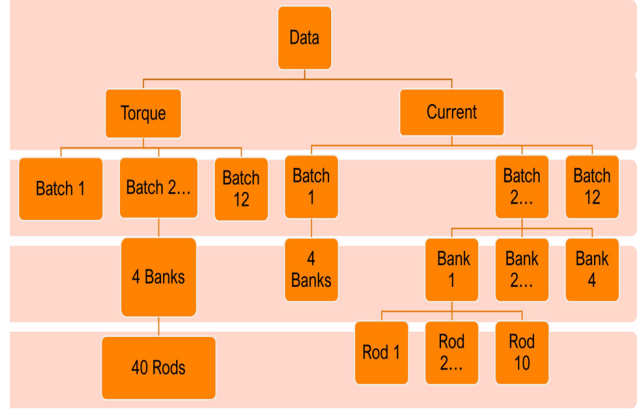 Data
Torque
Current
Batch 1
Batch 2...
Batch
12
Batch
1
Batch
2...
Batch
12
4 Banks
4
Banks
Bank
1
Bank
2...
Bank
4
40 Rods
Rod 1
Rod
2...
Rod
10